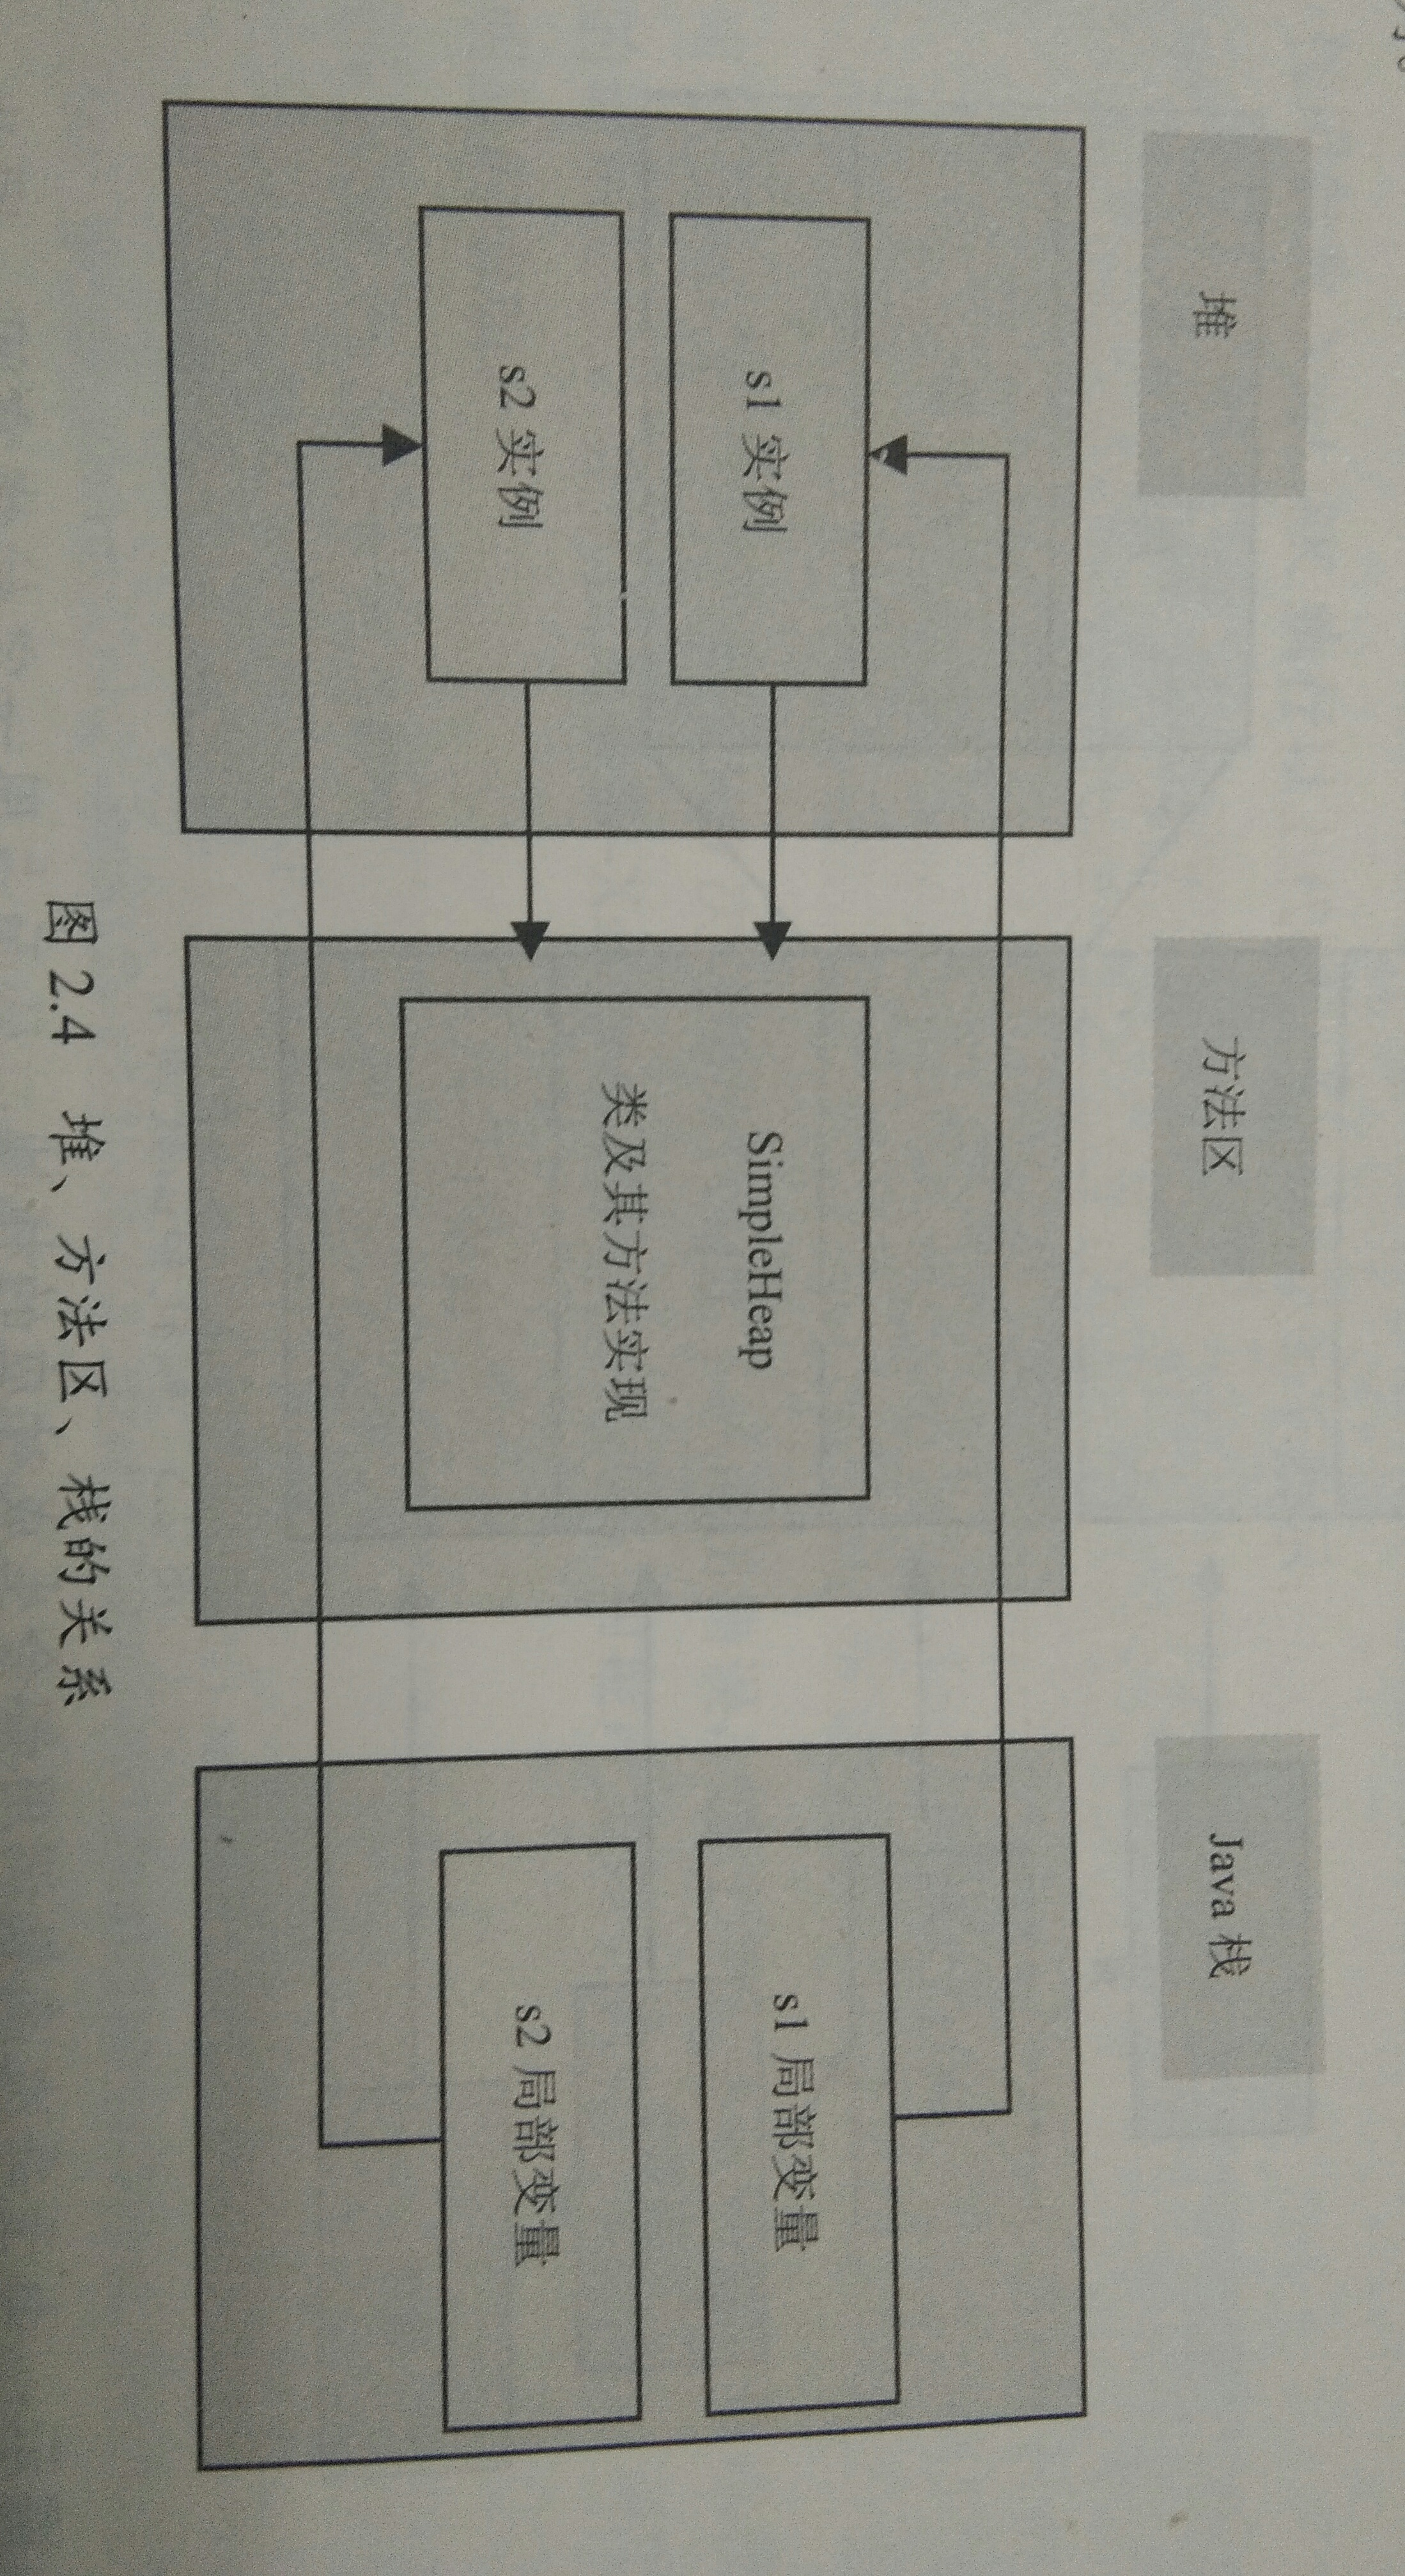 堆
方法区
Java 栈
s1 实例
SimpleHeap
类及其方法实现
s1 局部变量
s2 实例
s2 局部变量
图 2.4 堆、方法区、栈的关系